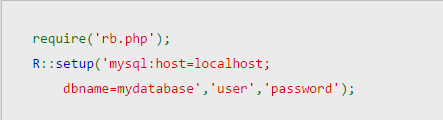 require('rb.php');
R::setup('mysql:host=localhost;
dbname=mydatabase','user','password');